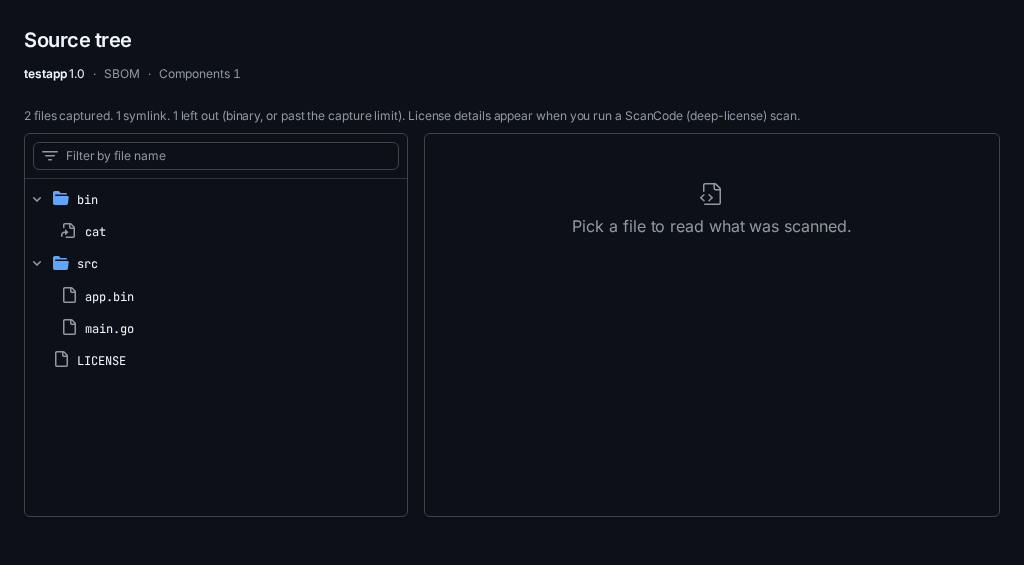 Source tree
testapp 1.0 · SBOM · Components 1
2 files captured. 1 symlink. 1 left out (binary, or past the capture limit). License details appear when you run a ScanCode (deep-license) scan.
Filter by file name
bin
cat
src
app.bin
main.go
LICENSE
Pick a file to read what was scanned.